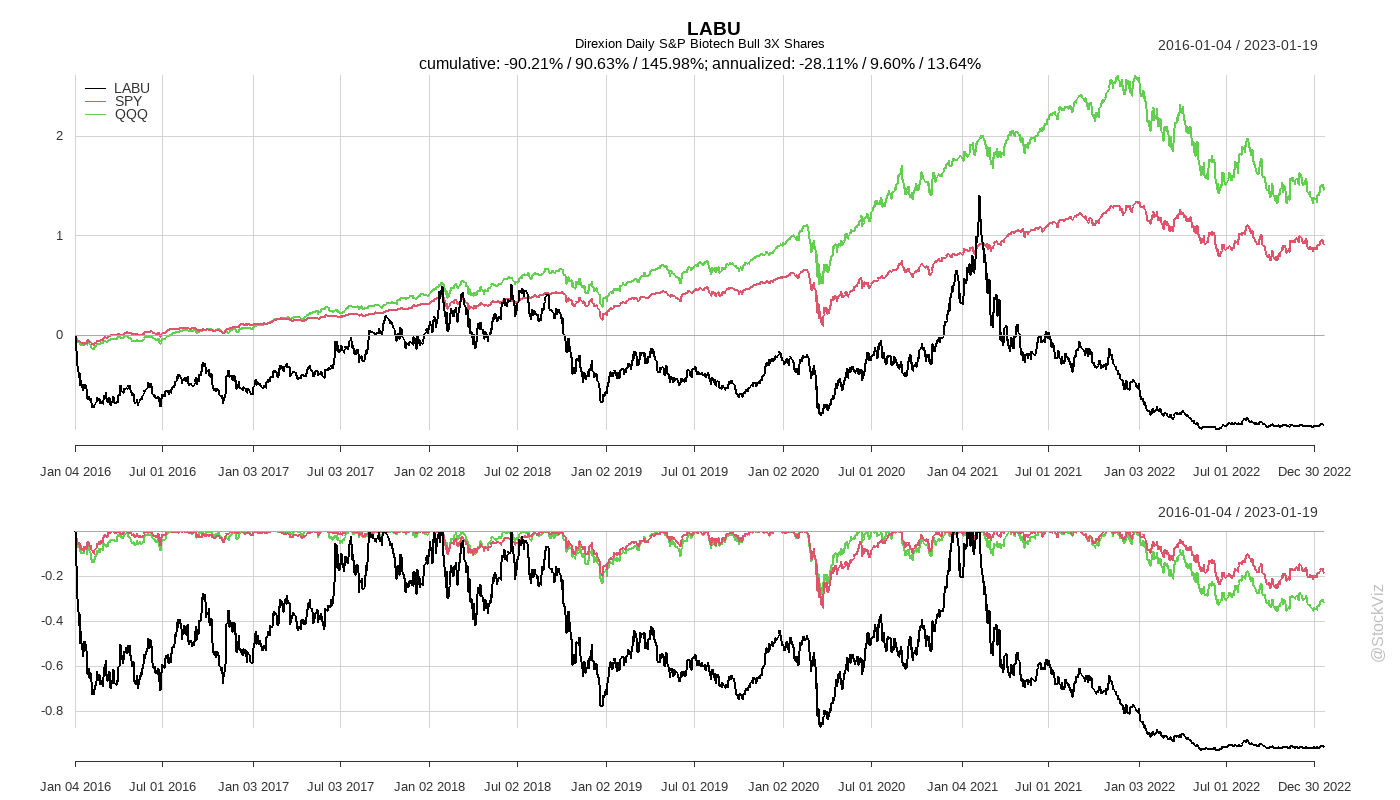 LABU
Direxion Daily S&P Biotech Bull 3X Shares
2016-01-04 / 2023-01-19
cumulative: -90.21% / 90.63% / 145.98%; annualized: -28.11% / 9.60% / 13.64%
LABU
SPY
QQQ
2
1
0
Jan 04 2016 Jul 01 2016 Jan 03 2017 Jul 03 2017 Jan 02 2018 Jul 02 2018 Jan 02 2019 Jul 01 2019 Jan 02 2020 Jul 01 2020 Jan 04 2021 Jul 01 2021 Jan 03 2022 Jul 01 2022 Dec 30 2022
2016-01-04 / 2023-01-19
-0.2
-0.4
-0.6
-0.8
Jan 04 2016 Jul 01 2016 Jan 03 2017 Jul 03 2017 Jan 02 2018 Jul 02 2018 Jan 02 2019 Jul 01 2019 Jan 02 2020 Jul 01 2020 Jan 04 2021 Jul 01 2021 Jan 03 2022 Jul 01 2022 Dec 30 2022
@StockViz